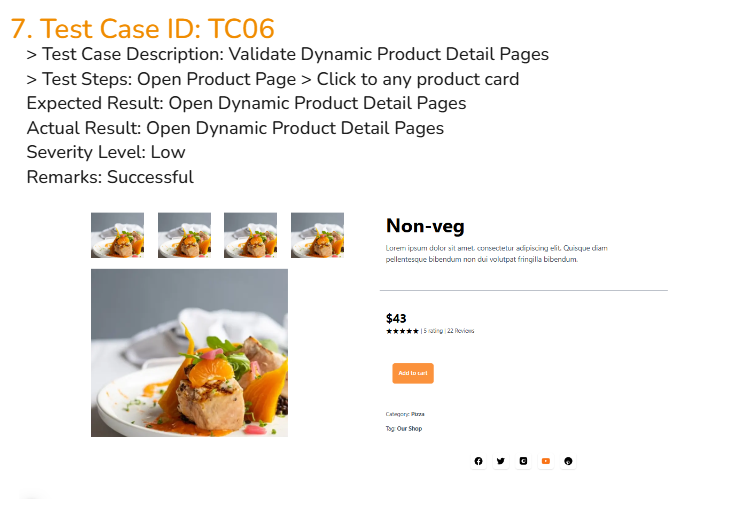 7. Test Case ID: TC06
> Test Case Description: Validate Dynamic Product Detail Pages
> Test Steps: Open Product Page > Click to any product card
Expected Result: Open Dynamic Product Detail Pages
Actual Result: Open Dynamic Product Detail Pages
Severity Level: Low
Remarks: Successful
Non-veg
Lorem ipsum dolor sit amet, consectetur adipiscing elit. Quisque diam
pellentesque bibendum non dui volutpat fringilla bibendum.
$43
★★★★★ | 5 rating | 22 Reviews
Add to cart
Category: Pizza
Tag: Our Shop